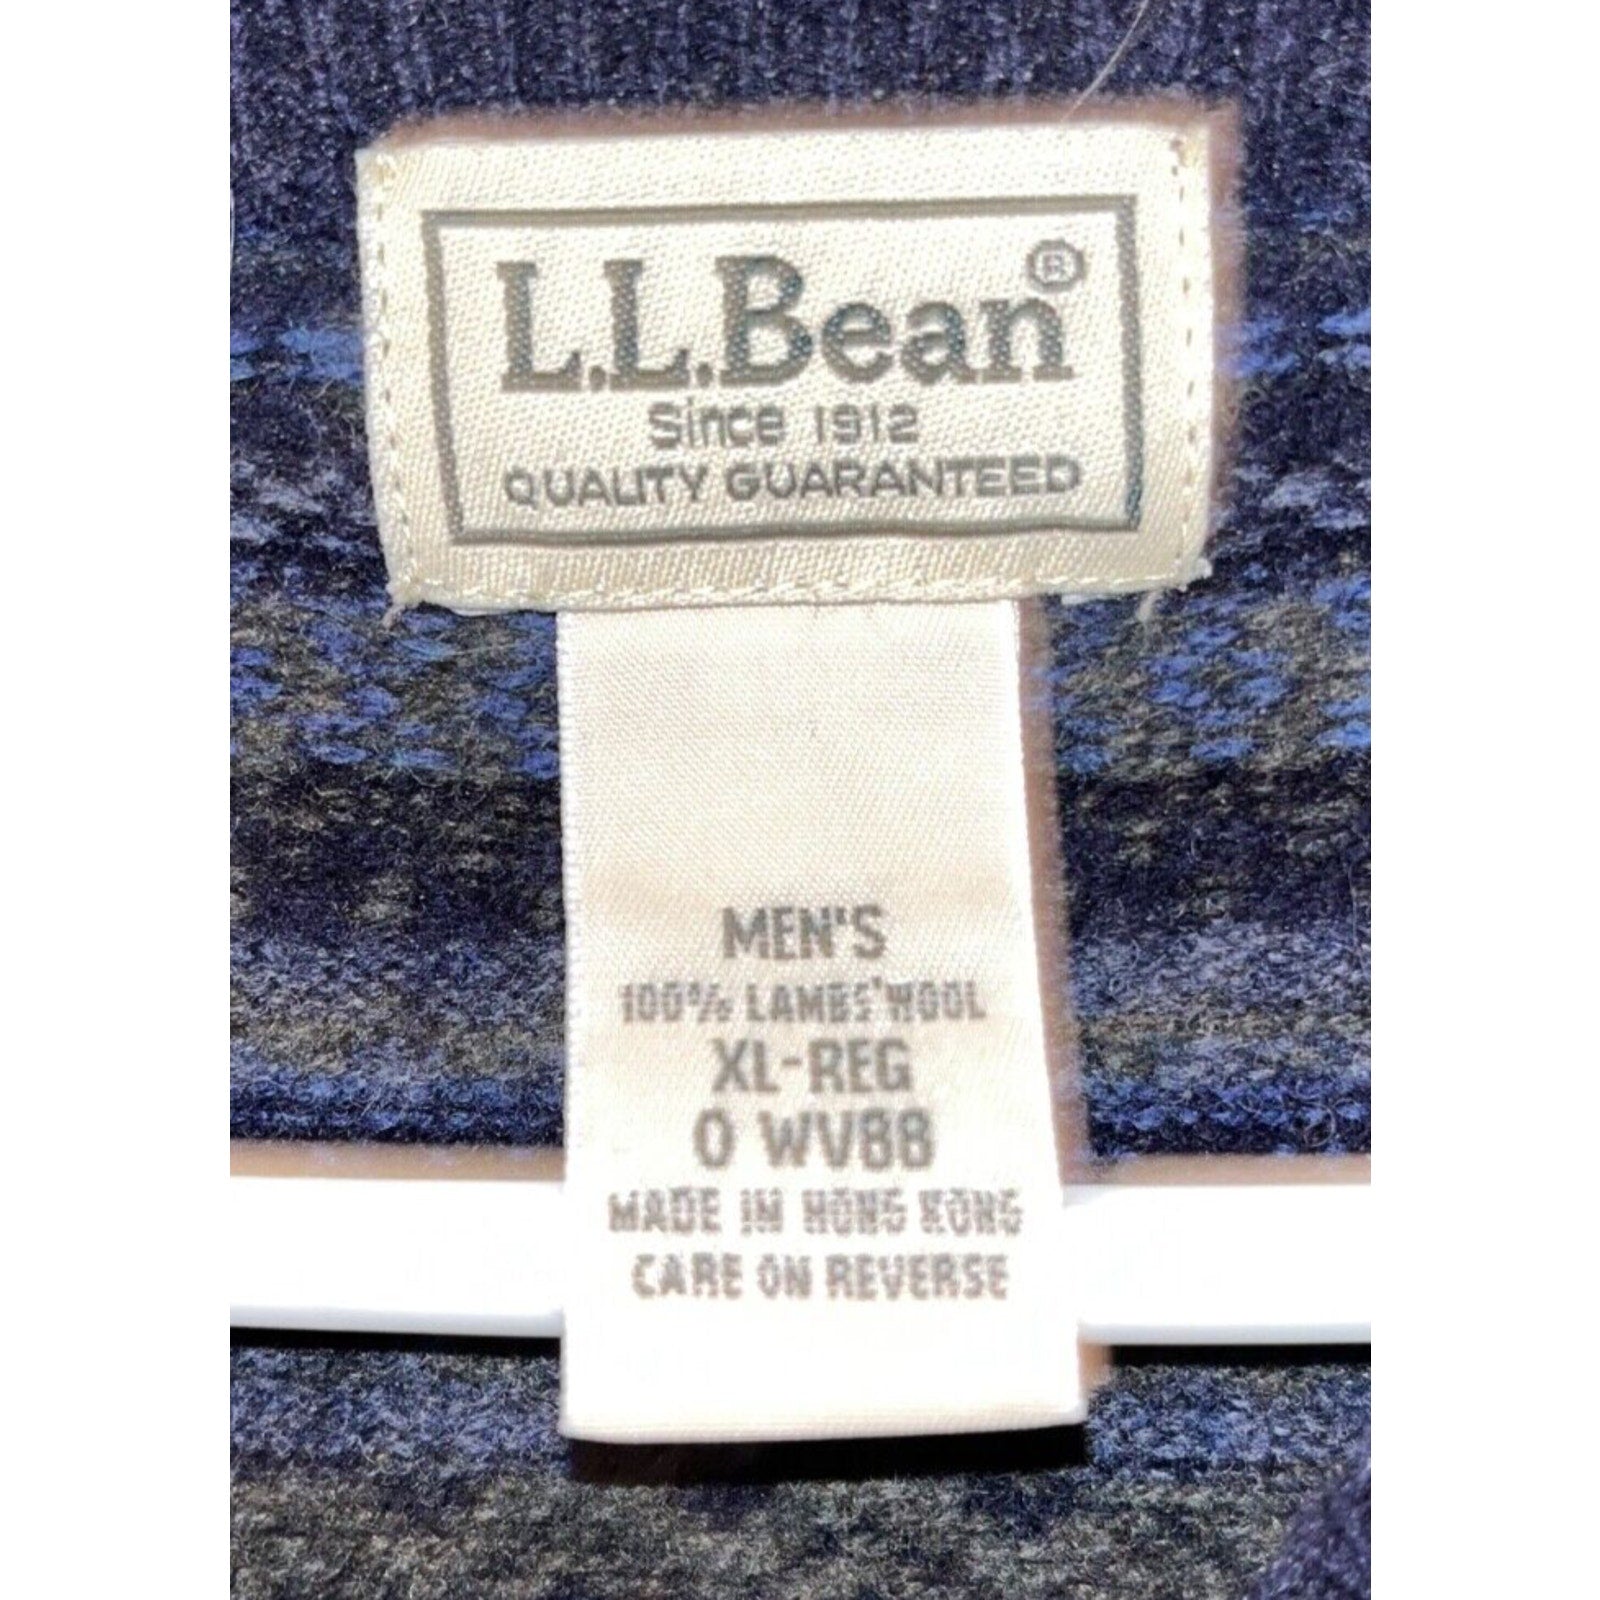 L.L.Bean®
Since 1912
QUALITY GUARANTEED
MEN'S
100% LAMBS'WOOL
XL-REG
0 WV88
MADE IN HONG KONG
CARE ON REVERSE